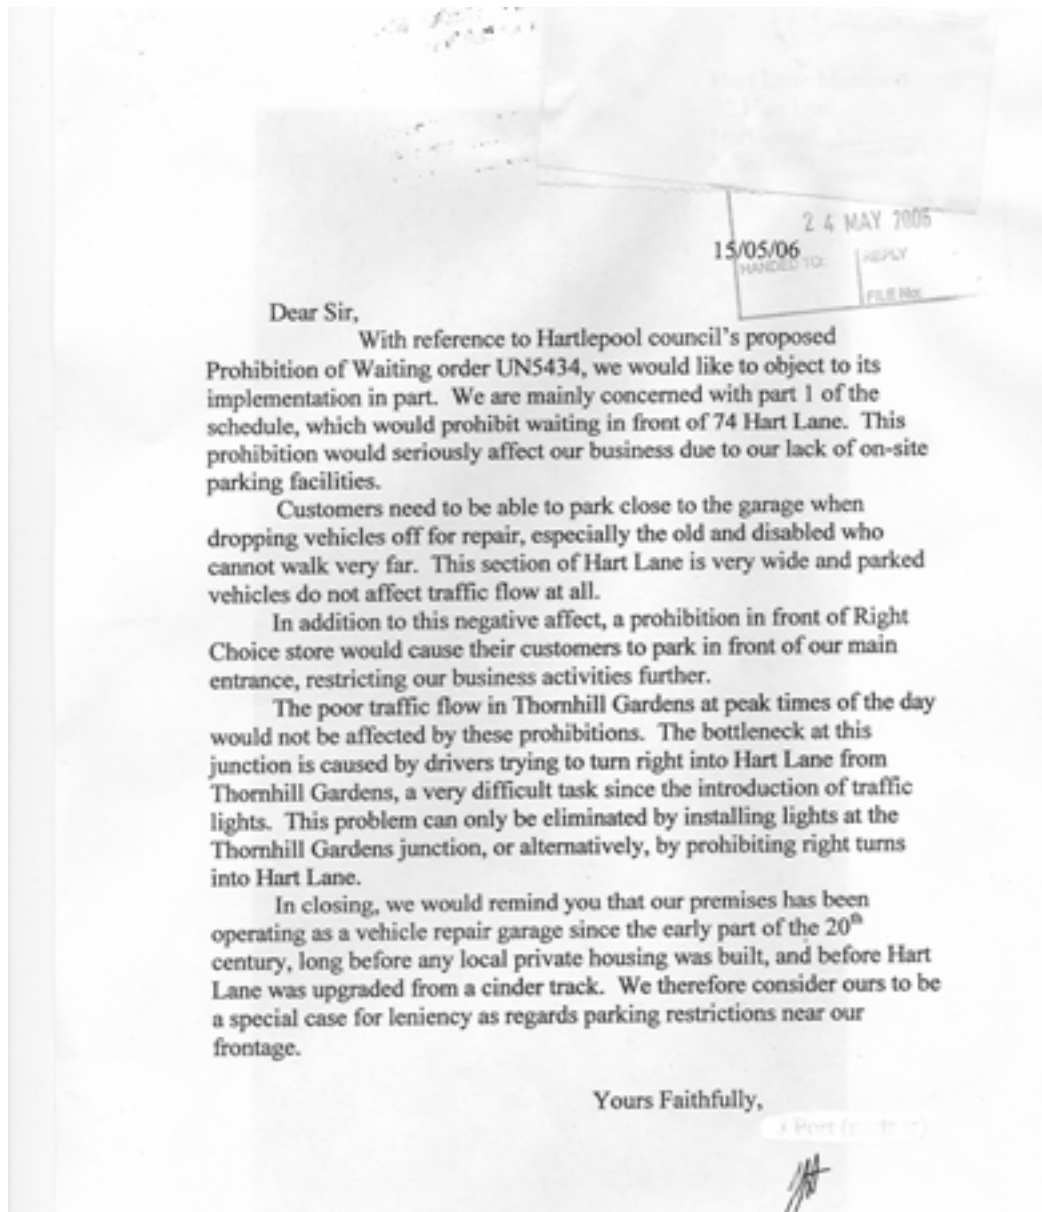 24 MAY 2006
15/05/06
HANDED TO:
REPLY
FILE No:
Dear Sir,
With reference to Hartlepool council's proposed
Prohibition of Waiting order UN5434, we would like to object to its
implementation in part. We are mainly concerned with part 1 of the
schedule, which would prohibit waiting in front of 74 Hart Lane. This
prohibition would seriously affect our business due to our lack of on-site
parking facilities.
Customers need to be able to park close to the garage when
dropping vehicles off for repair, especially the old and disabled who
cannot walk very far. This section of Hart Lane is very wide and parked
vehicles do not affect traffic flow at all.
In addition to this negative affect, a prohibition in front of Right
Choice store would cause their customers to park in front of our main
entrance, restricting our business activities further.
The poor traffic flow in Thornhill Gardens at peak times of the day
would not be affected by these prohibitions. The bottleneck at this
junction is caused by drivers trying to turn right into Hart Lane from
Thornhill Gardens, a very difficult task since the introduction of traffic
lights. This problem can only be eliminated by installing lights at the
Thornhill Gardens junction, or alternatively, by prohibiting right turns
into Hart Lane.
In closing, we would remind you that our premises has been
operating as a vehicle repair garage since the early part of the 20th
century, long before any local private housing was built, and before Hart
Lane was upgraded from a cinder track. We therefore consider ours to be
a special case for leniency as regards parking restrictions near our
frontage.
Yours Faithfully,